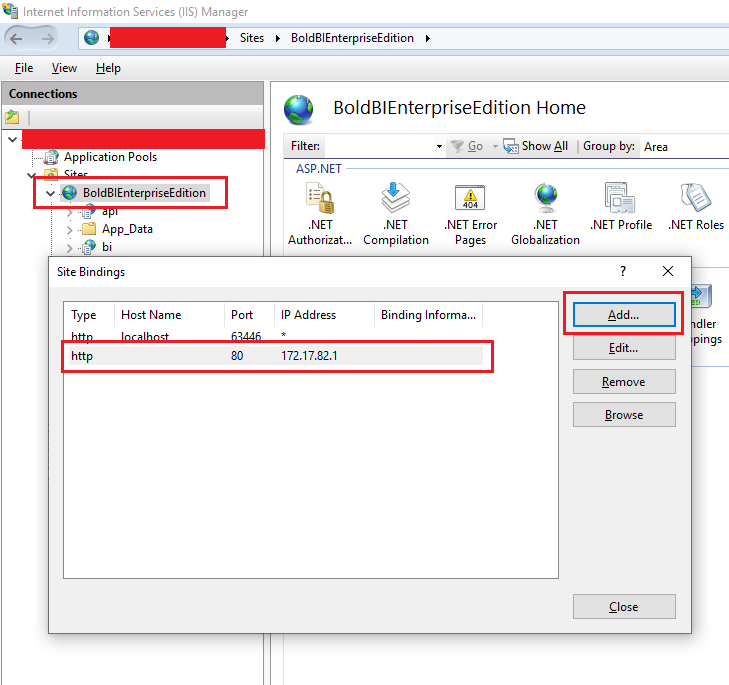 Internet Information Services (IIS) Manager
Sites BoldBIEnterpriseEdition
File View Help
Connections
Application Pools
Sites
BoldBIEnterpriseEdition
api
App_Data
bi
BoldBIEnterpriseEdition Home
Filter: Go Show All Group by: Area
ASP.NET
.NET Authorizat...
.NET Compilation
.NET Error Pages
.NET Globalization
.NET Profile
.NET Roles
404
ndler
ppings
Site Bindings
?
Type Host Name Port IP Address Binding Informa...
http localhost 63446 *
http 80 172.17.82.1
Add...
Edit...
Remove
Browse
Close